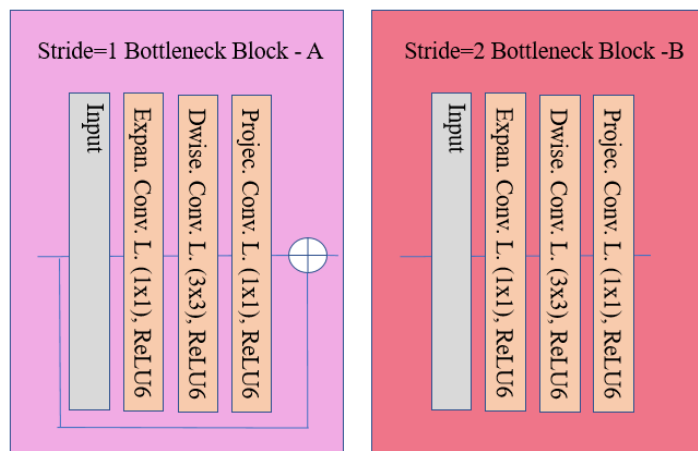 Stride=1 Bottleneck Block - A
Input
Expan. Conv. L. (1x1), ReLU6
Dwise. Conv. L. (3x3), ReLU6
Projec. Conv. L. (1x1), ReLU6
Stride=2 Bottleneck Block -B
Input
Expan. Conv. L. (1x1), ReLU6
Dwise. Conv. L. (3x3), ReLU6
Projec. Conv. L. (1x1), ReLU6